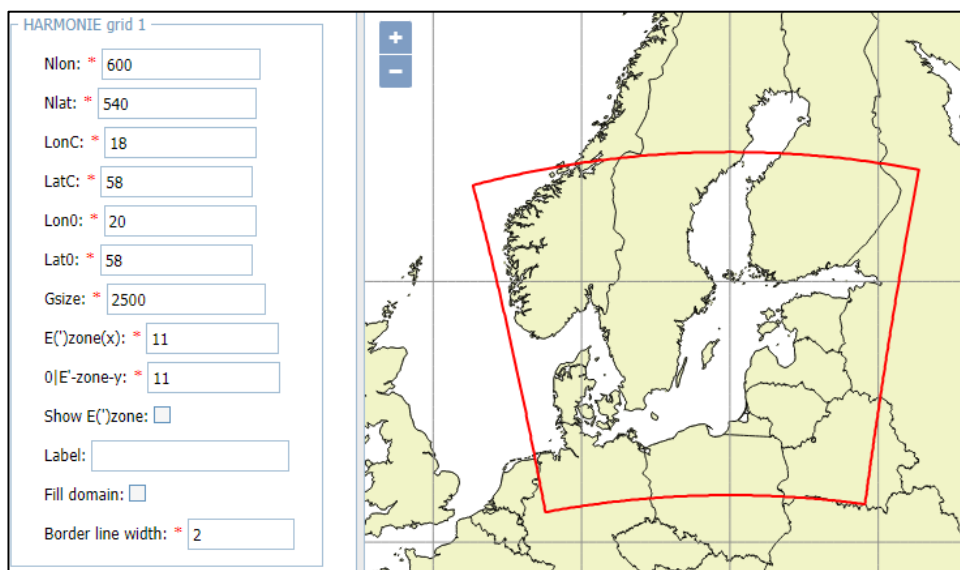 HARMONIE grid 1
Nlon: * 600
Nlat: * 540
LonC: * 18
LatC: * 58
Lon0: * 20
Lat0: * 58
Gsize: * 2500
E(')zone(x): * 11
0|E'-zone-y: * 11
Show E(')zone:
Label:
Fill domain:
Border line width: * 2
+
−